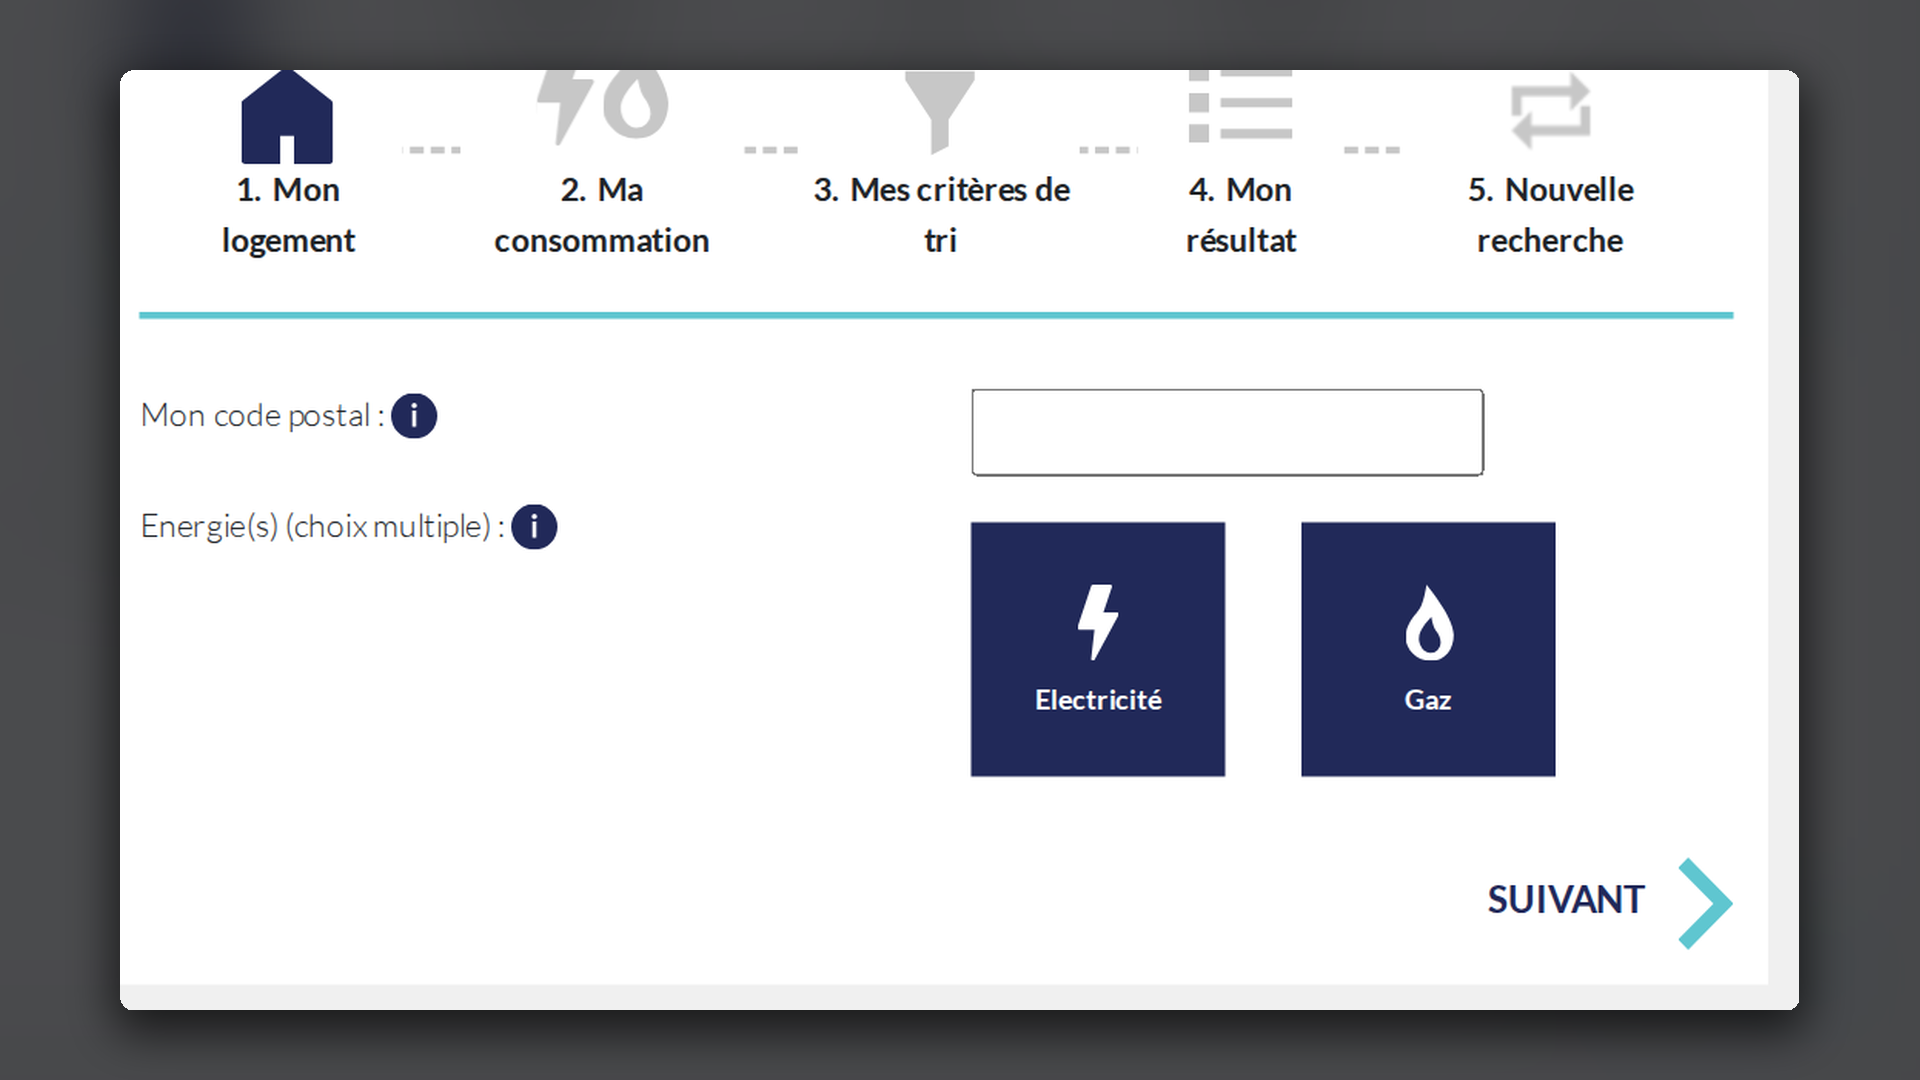 1. Mon
logement
2. Ma
consommation
3. Mes critères de
tri
4. Mon
résultat
5. Nouvelle
recherche
Mon code postal : i
Energie(s) (choix multiple) : i
Electricité
Gaz
SUIVANT